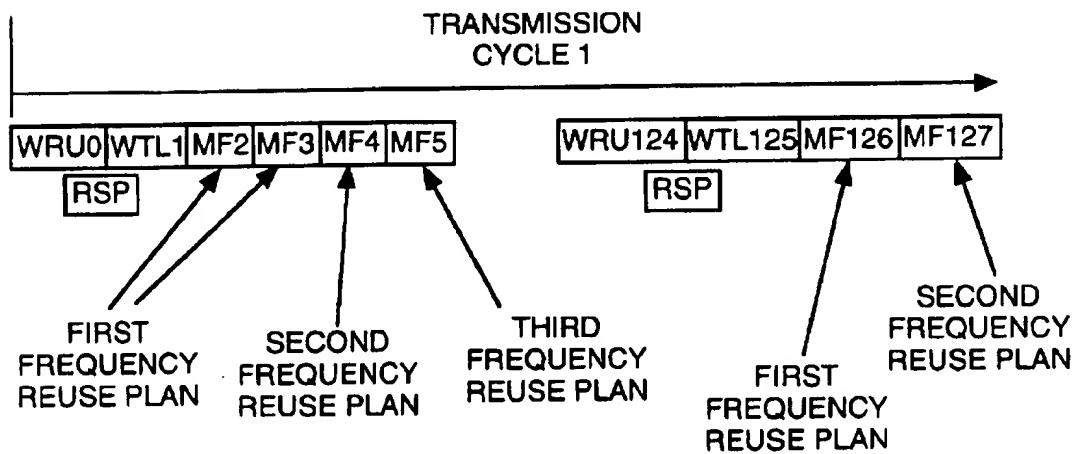 TRANSMISSION
CYCLE 1
WRU0 WTL1 MF2 MF3 MF4 MF5 WRU124 WTL125 MF126 MF127
RSP RSP
FIRST
FREQUENCY
REUSE PLAN
SECOND
FREQUENCY
REUSE PLAN
THIRD
FREQUENCY
REUSE PLAN
FIRST
FREQUENCY
REUSE PLAN
SECOND
FREQUENCY
REUSE PLAN